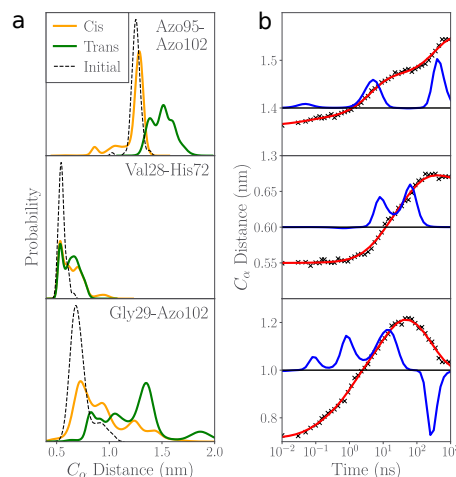 a
b
Cis
Trans
Initial
Azo95-
Azo102
Val28-His72
Gly29-Azo102
Probability
0.5
1.0
1.5
2.0
Cα Distance (nm)
1.5
1.4
1.3
0.65
0.60
0.55
1.2
1.0
0.8
Cα Distance (nm)
10⁻² 10⁻¹ 10⁰ 10¹ 10² 10³
Time (ns)